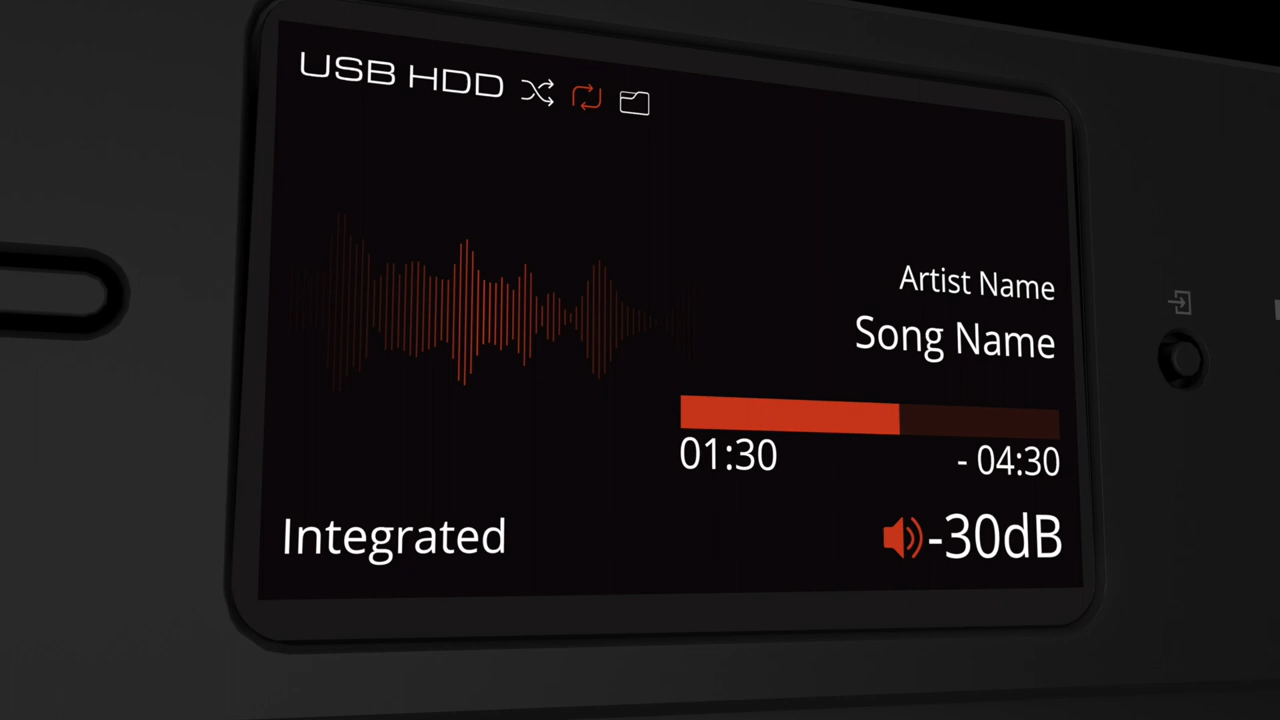 USB HDD
Artist Name
Song Name
01:30
- 04:30
Integrated
-30dB